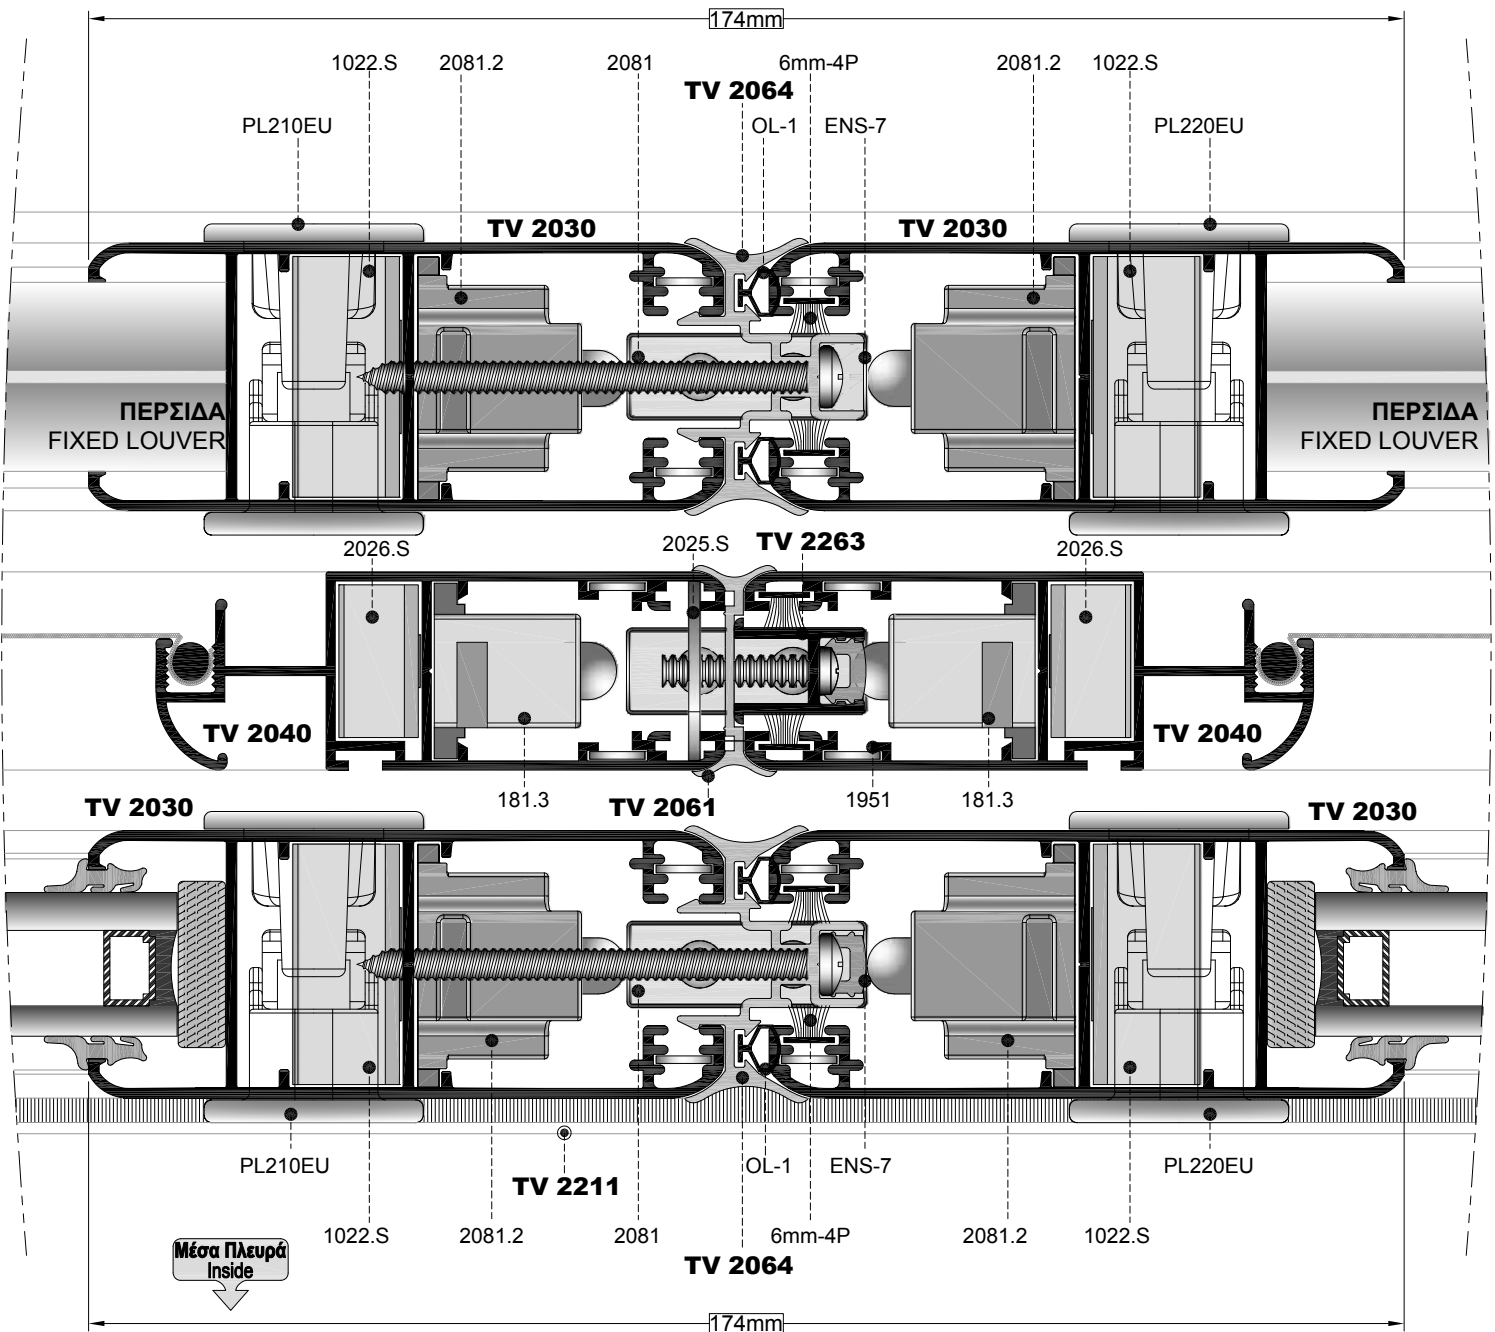 174mm
1022.S 2081.2 2081 6mm-4P 2081.2 1022.S
TV 2064
PL210EU OL-1 ENS-7 PL220EU
TV 2030 TV 2030
ΠΕΡΣΙΔΑ
FIXED LOUVER
ΠΕΡΣΙΔΑ
FIXED LOUVER
2026.S 2025.S TV 2263 2026.S
TV 2040 TV 2040
181.3 TV 2061 1951 181.3
TV 2030 TV 2030
PL210EU OL-1 ENS-7 PL220EU
TV 2211
1022.S 2081.2 2081 6mm-4P 2081.2 1022.S
TV 2064
Μέσα Πλευρά
Inside
174mm